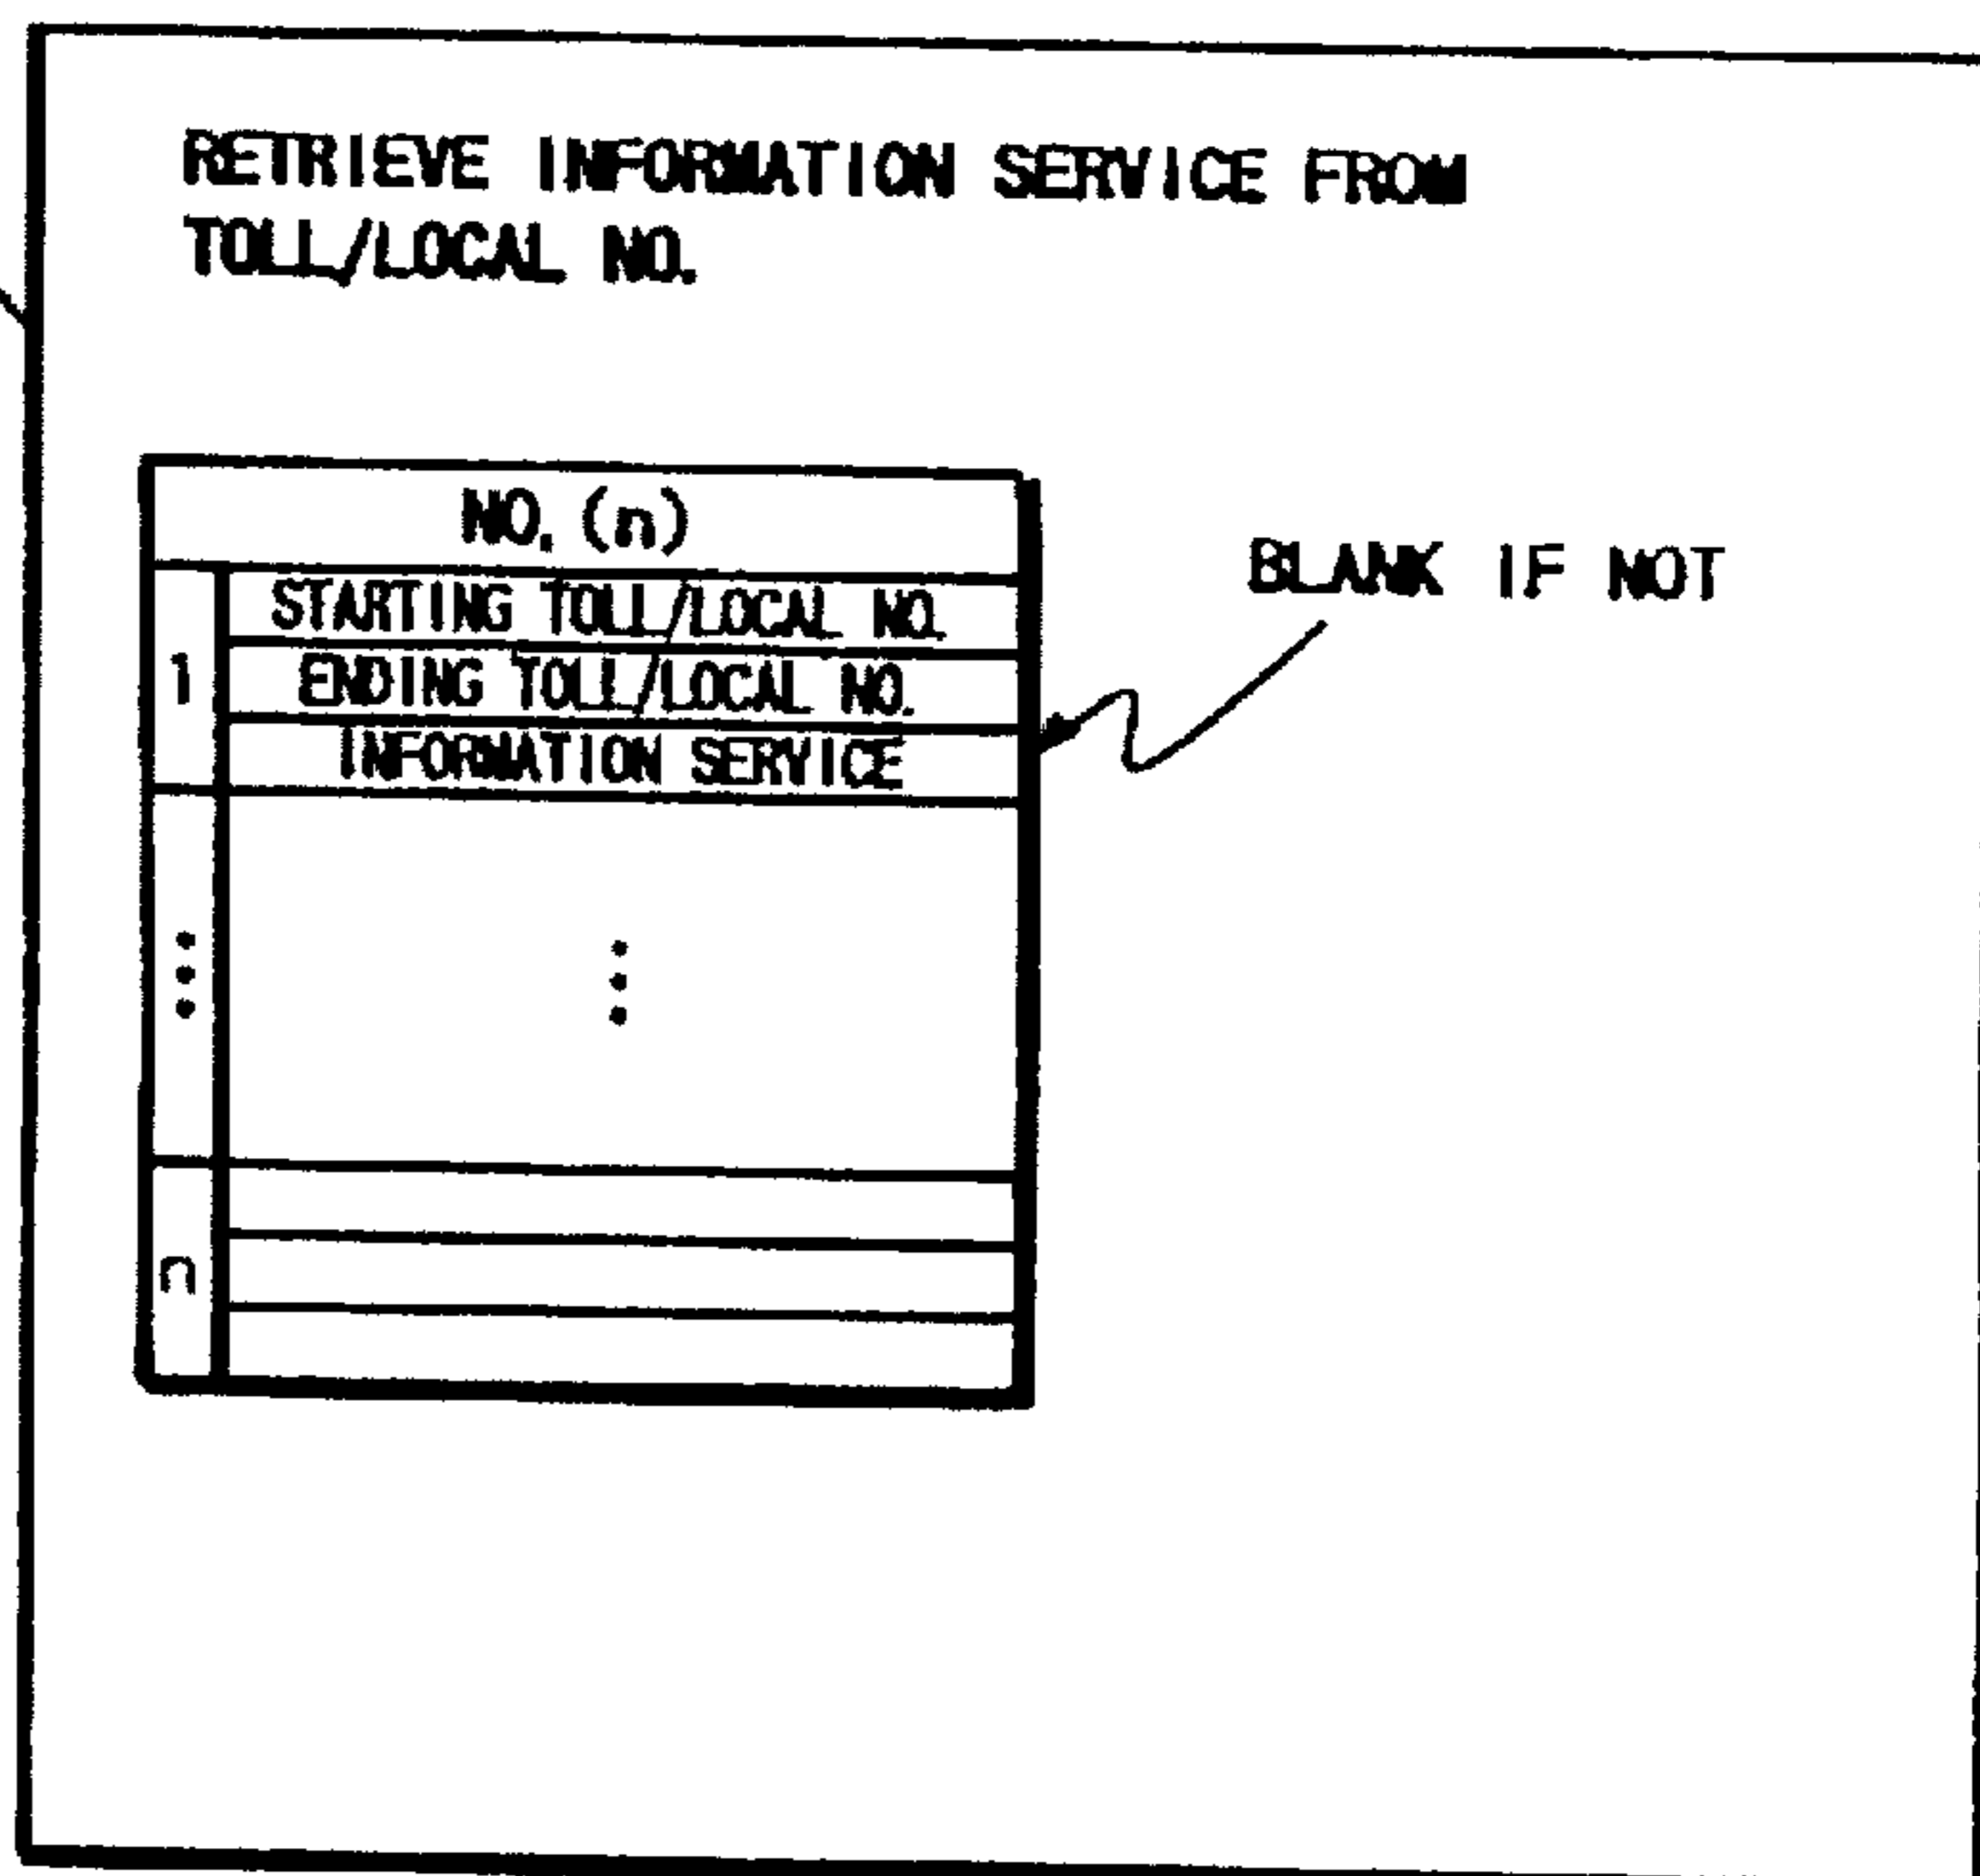 RETRIEVE INFORMATION SERVICE FROM
TOLL/LOCAL NO.
NO. (n)
STARTING TOLL/LOCAL NO.
1 ENDING TOLL/LOCAL NO.
INFORMATION SERVICE
BLANK IF NOT
n